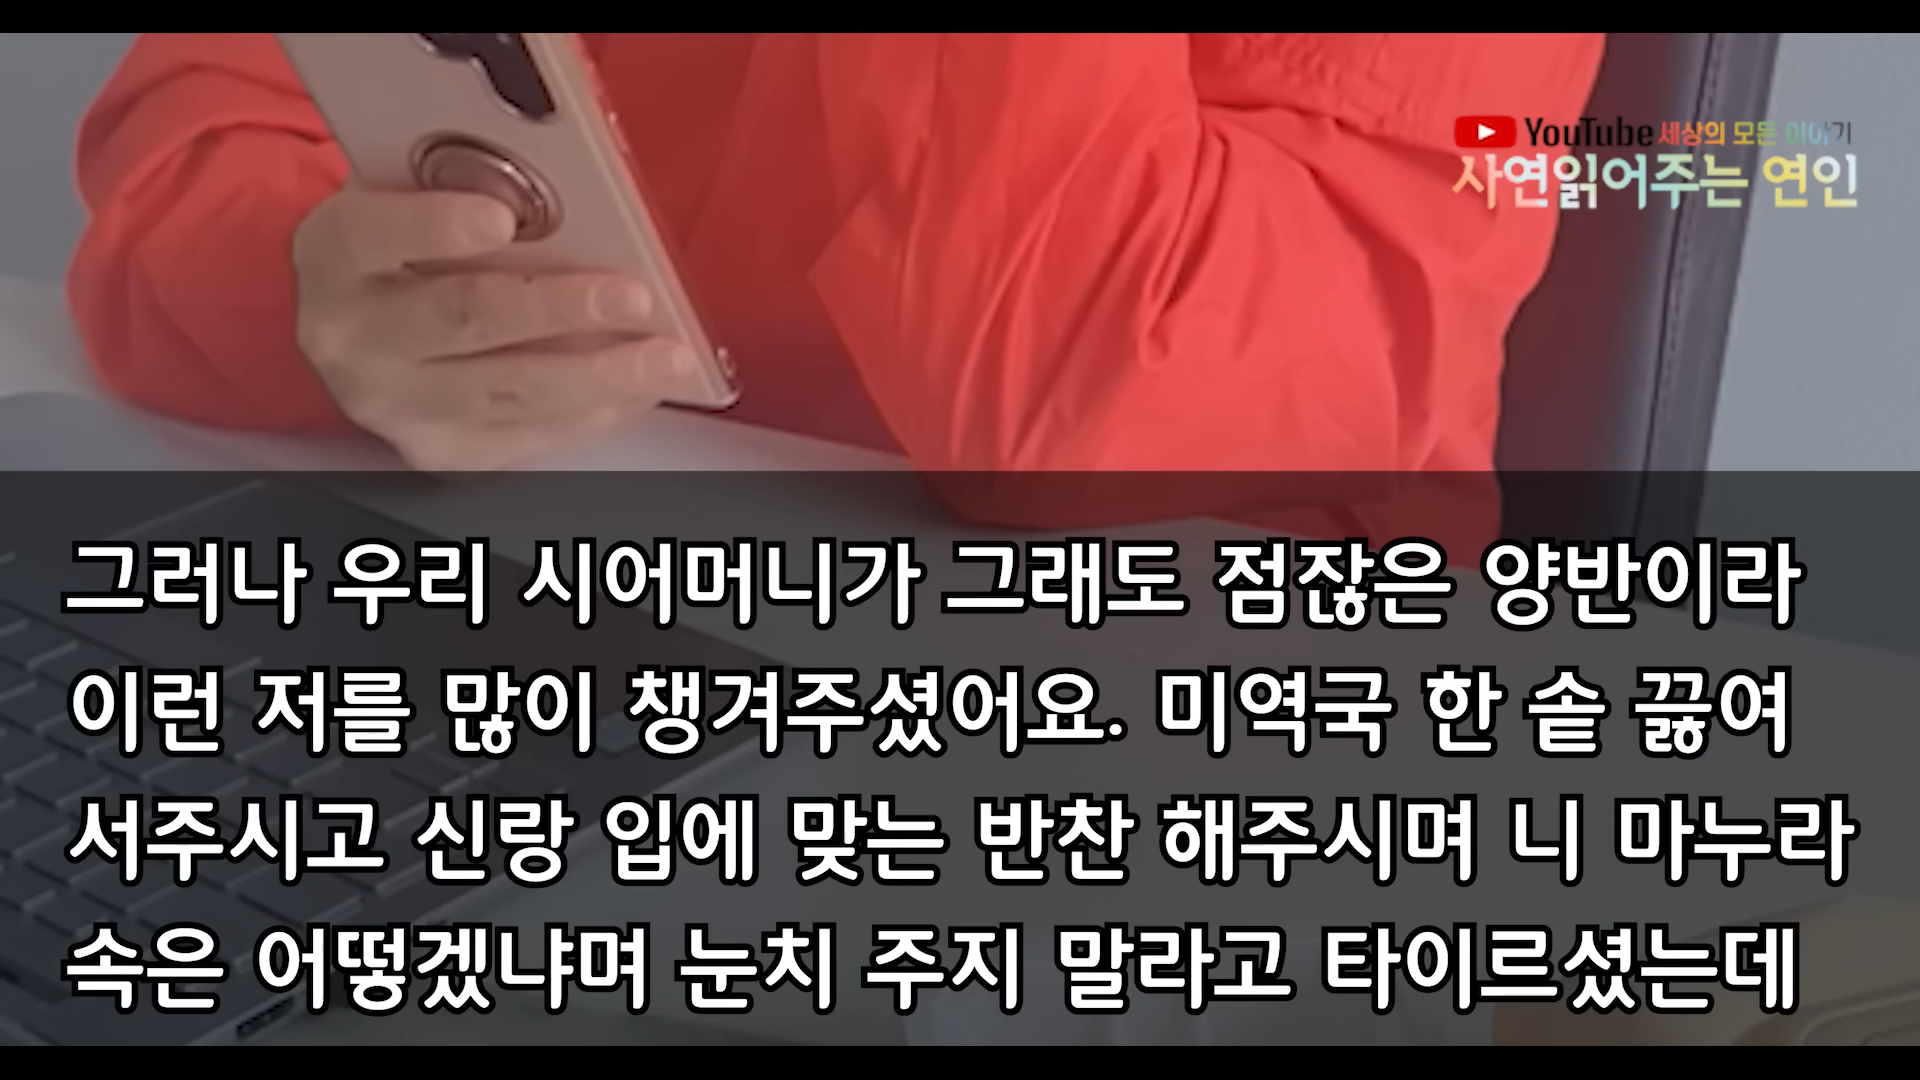 YouTube 세상의 모든 이야기
사연읽어주는 연인
그러나 우리 시어머니가 그래도 점잖은 양반이라
이런 저를 많이 챙겨주셨어요. 미역국 한 솥 끓여
서주시고 신랑 입에 맞는 반찬 해주시며 니 마누라
속은 어떻겠냐며 눈치 주지 말라고 타이르셨는데